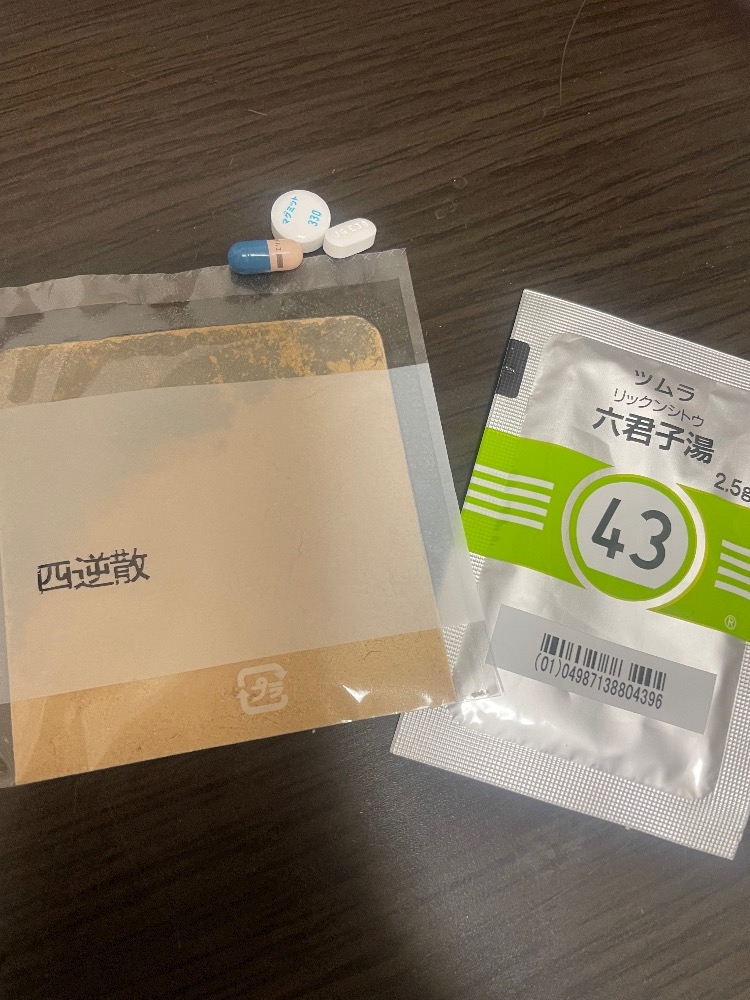 マグミット
330
四逆散
プラ
ツムラ
リックンシトウ
六君子湯
2.5g
43
®
(01)04987138804396